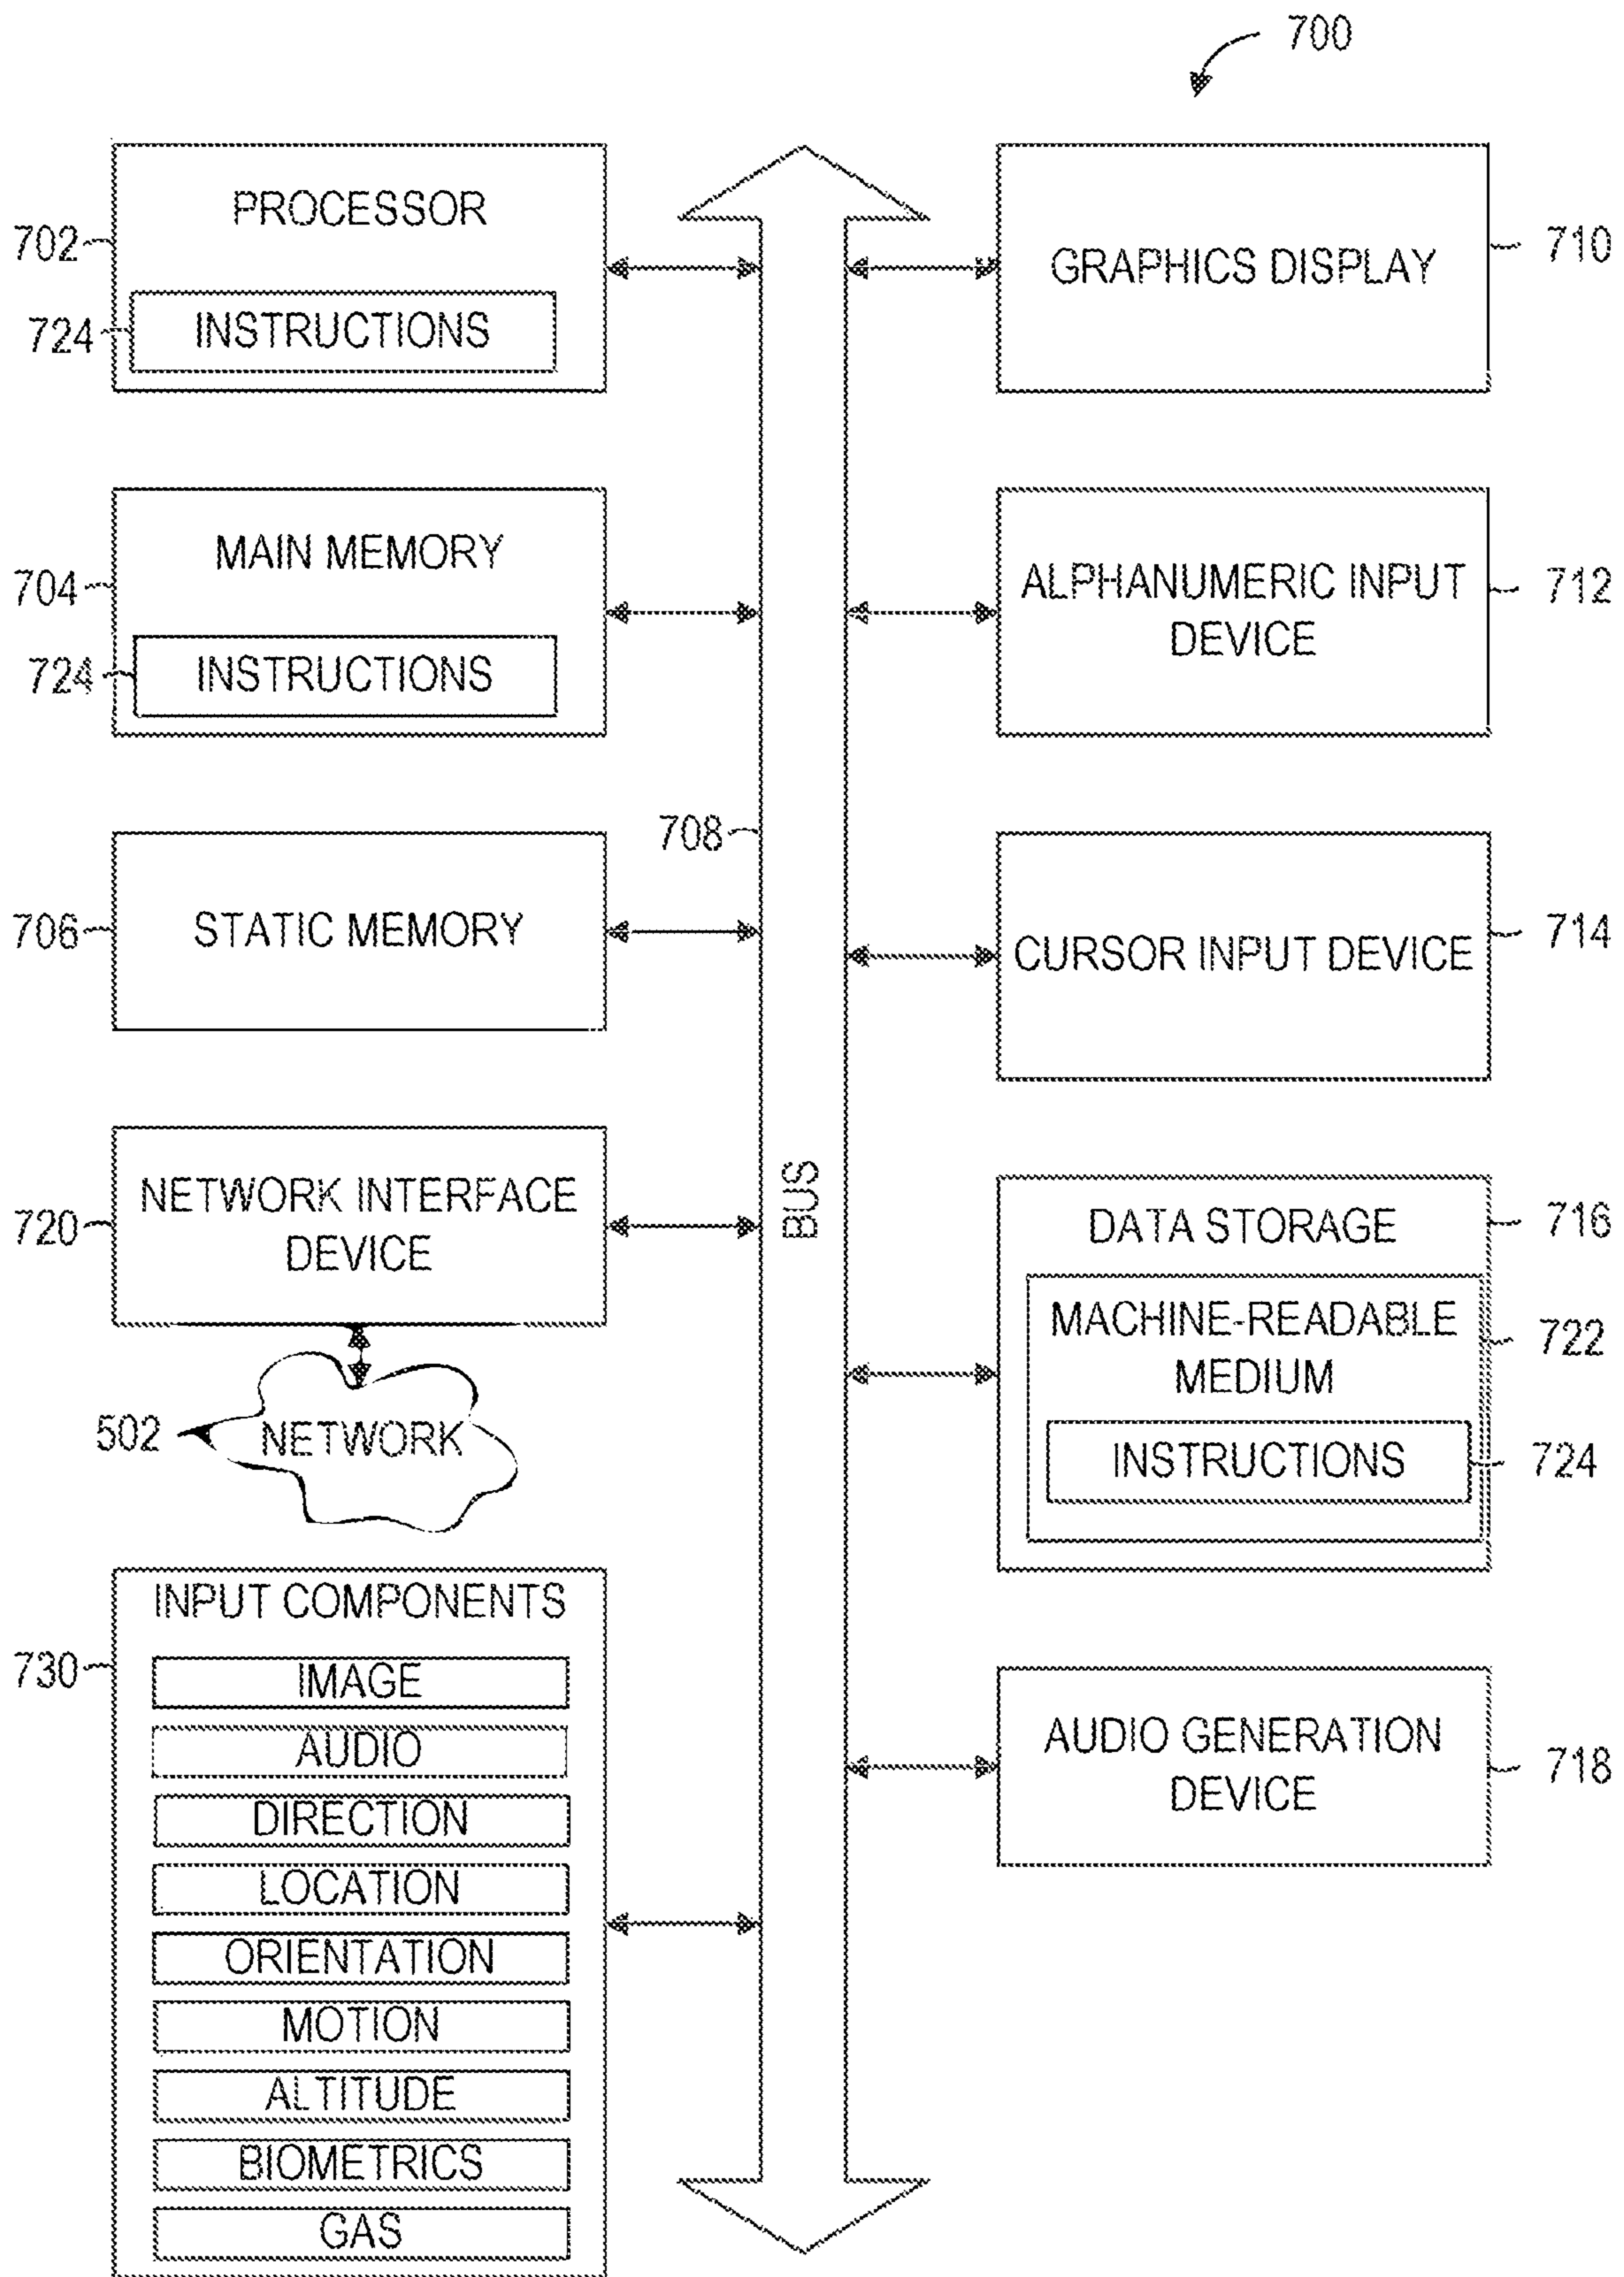 700
PROCESSOR
702
724
INSTRUCTIONS
MAIN MEMORY
704
724
INSTRUCTIONS
706
STATIC MEMORY
720
NETWORK INTERFACE
DEVICE
502
NETWORK
INPUT COMPONENTS
730
IMAGE
AUDIO
DIRECTION
LOCATION
ORIENTATION
MOTION
ALTITUDE
BIOMETRICS
GAS
708
BUS
GRAPHICS DISPLAY
710
ALPHANUMERIC INPUT
DEVICE
712
CURSOR INPUT DEVICE
714
DATA STORAGE
716
MACHINE-READABLE
MEDIUM
722
INSTRUCTIONS
724
AUDIO GENERATION
DEVICE
718